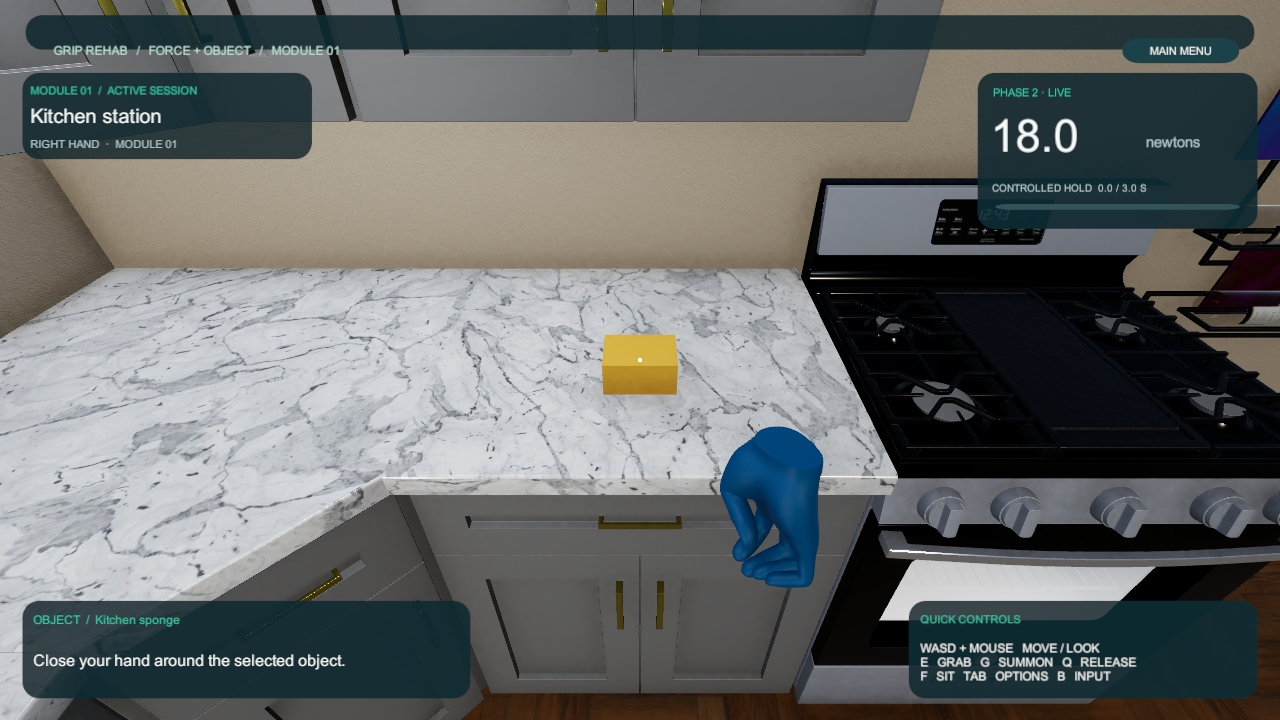 GRIP REHAB / FORCE + OBJECT / MODULE 01
MAIN MENU
MODULE 01 / ACTIVE SESSION
Kitchen station
RIGHT HAND · MODULE 01
PHASE 2 · LIVE
18.0 newtons
CONTROLLED HOLD 0.0 / 3.0 S
12:43
OBJECT / Kitchen sponge
Close your hand around the selected object.
QUICK CONTROLS
WASD + MOUSE MOVE / LOOK
E GRAB G SUMMON Q RELEASE
F SIT TAB OPTIONS B INPUT